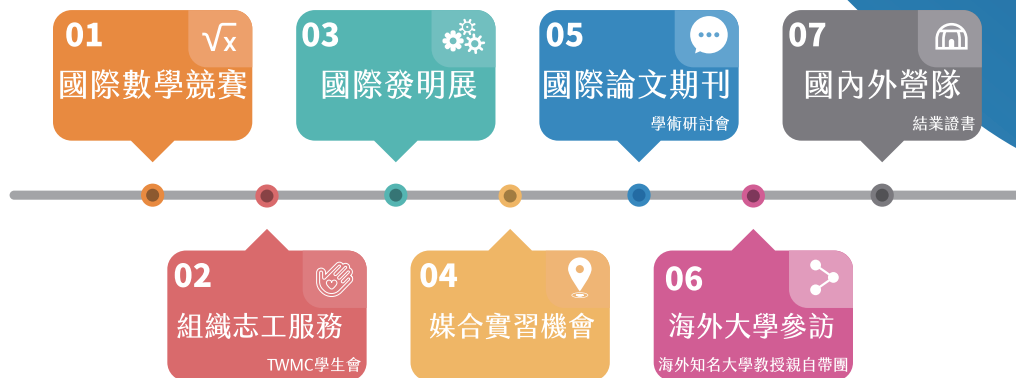 01
√x
國際數學競賽
02
組織志工服務
TWMC學生會
03
國際發明展
04
媒合實習機會
05
國際論文期刊
學術研討會
06
海外大學參訪
海外知名大學教授親自帶團
07
國內外營隊
結業證書